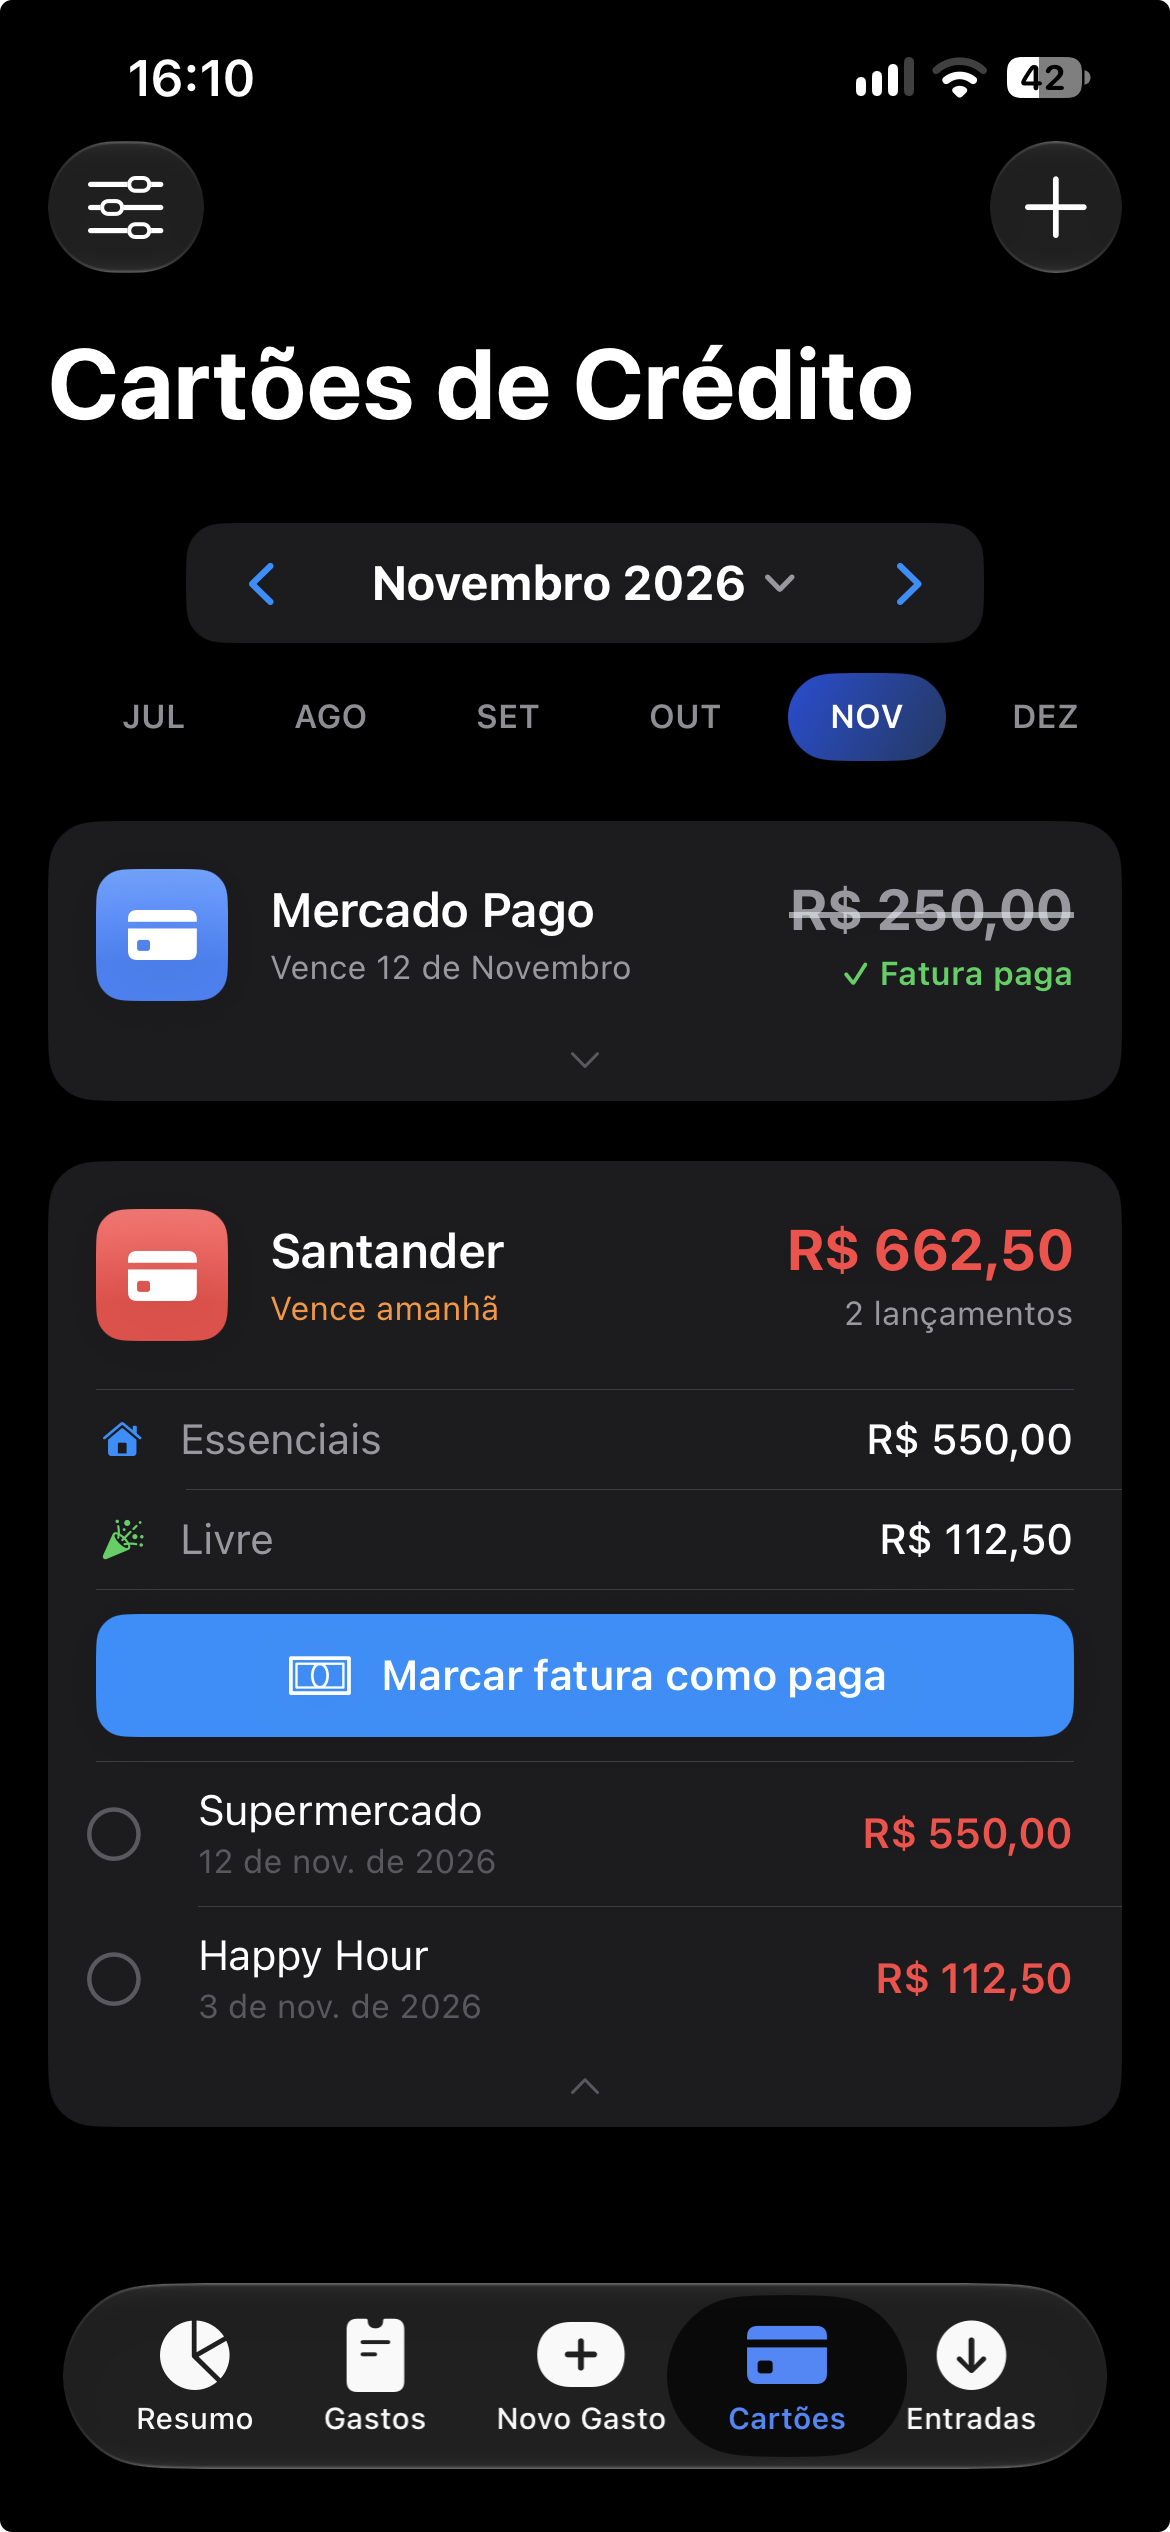 16:10
42
Cartões de Crédito
Novembro 2026
JUL AGO SET OUT NOV DEZ
Mercado Pago
R$ 250,00
Vence 12 de Novembro
Fatura paga
Santander
R$ 662,50
Vence amanhã
2 lançamentos
Essenciais
R$ 550,00
Livre
R$ 112,50
Marcar fatura como paga
Supermercado
12 de nov. de 2026
R$ 550,00
Happy Hour
3 de nov. de 2026
R$ 112,50
Resumo Gastos Novo Gasto Cartões Entradas